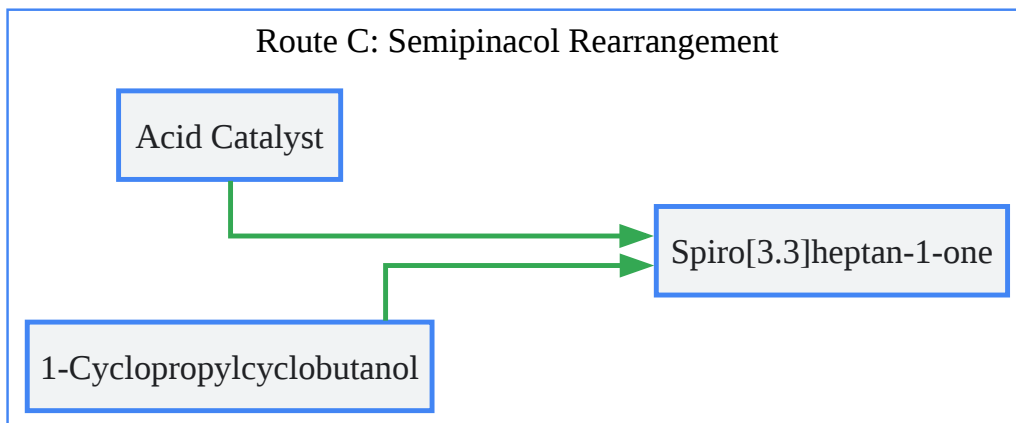 Route C: Semipinacol Rearrangement
Acid Catalyst
Spiro[3.3]heptan-1-one
1-Cyclopropylcyclobutanol